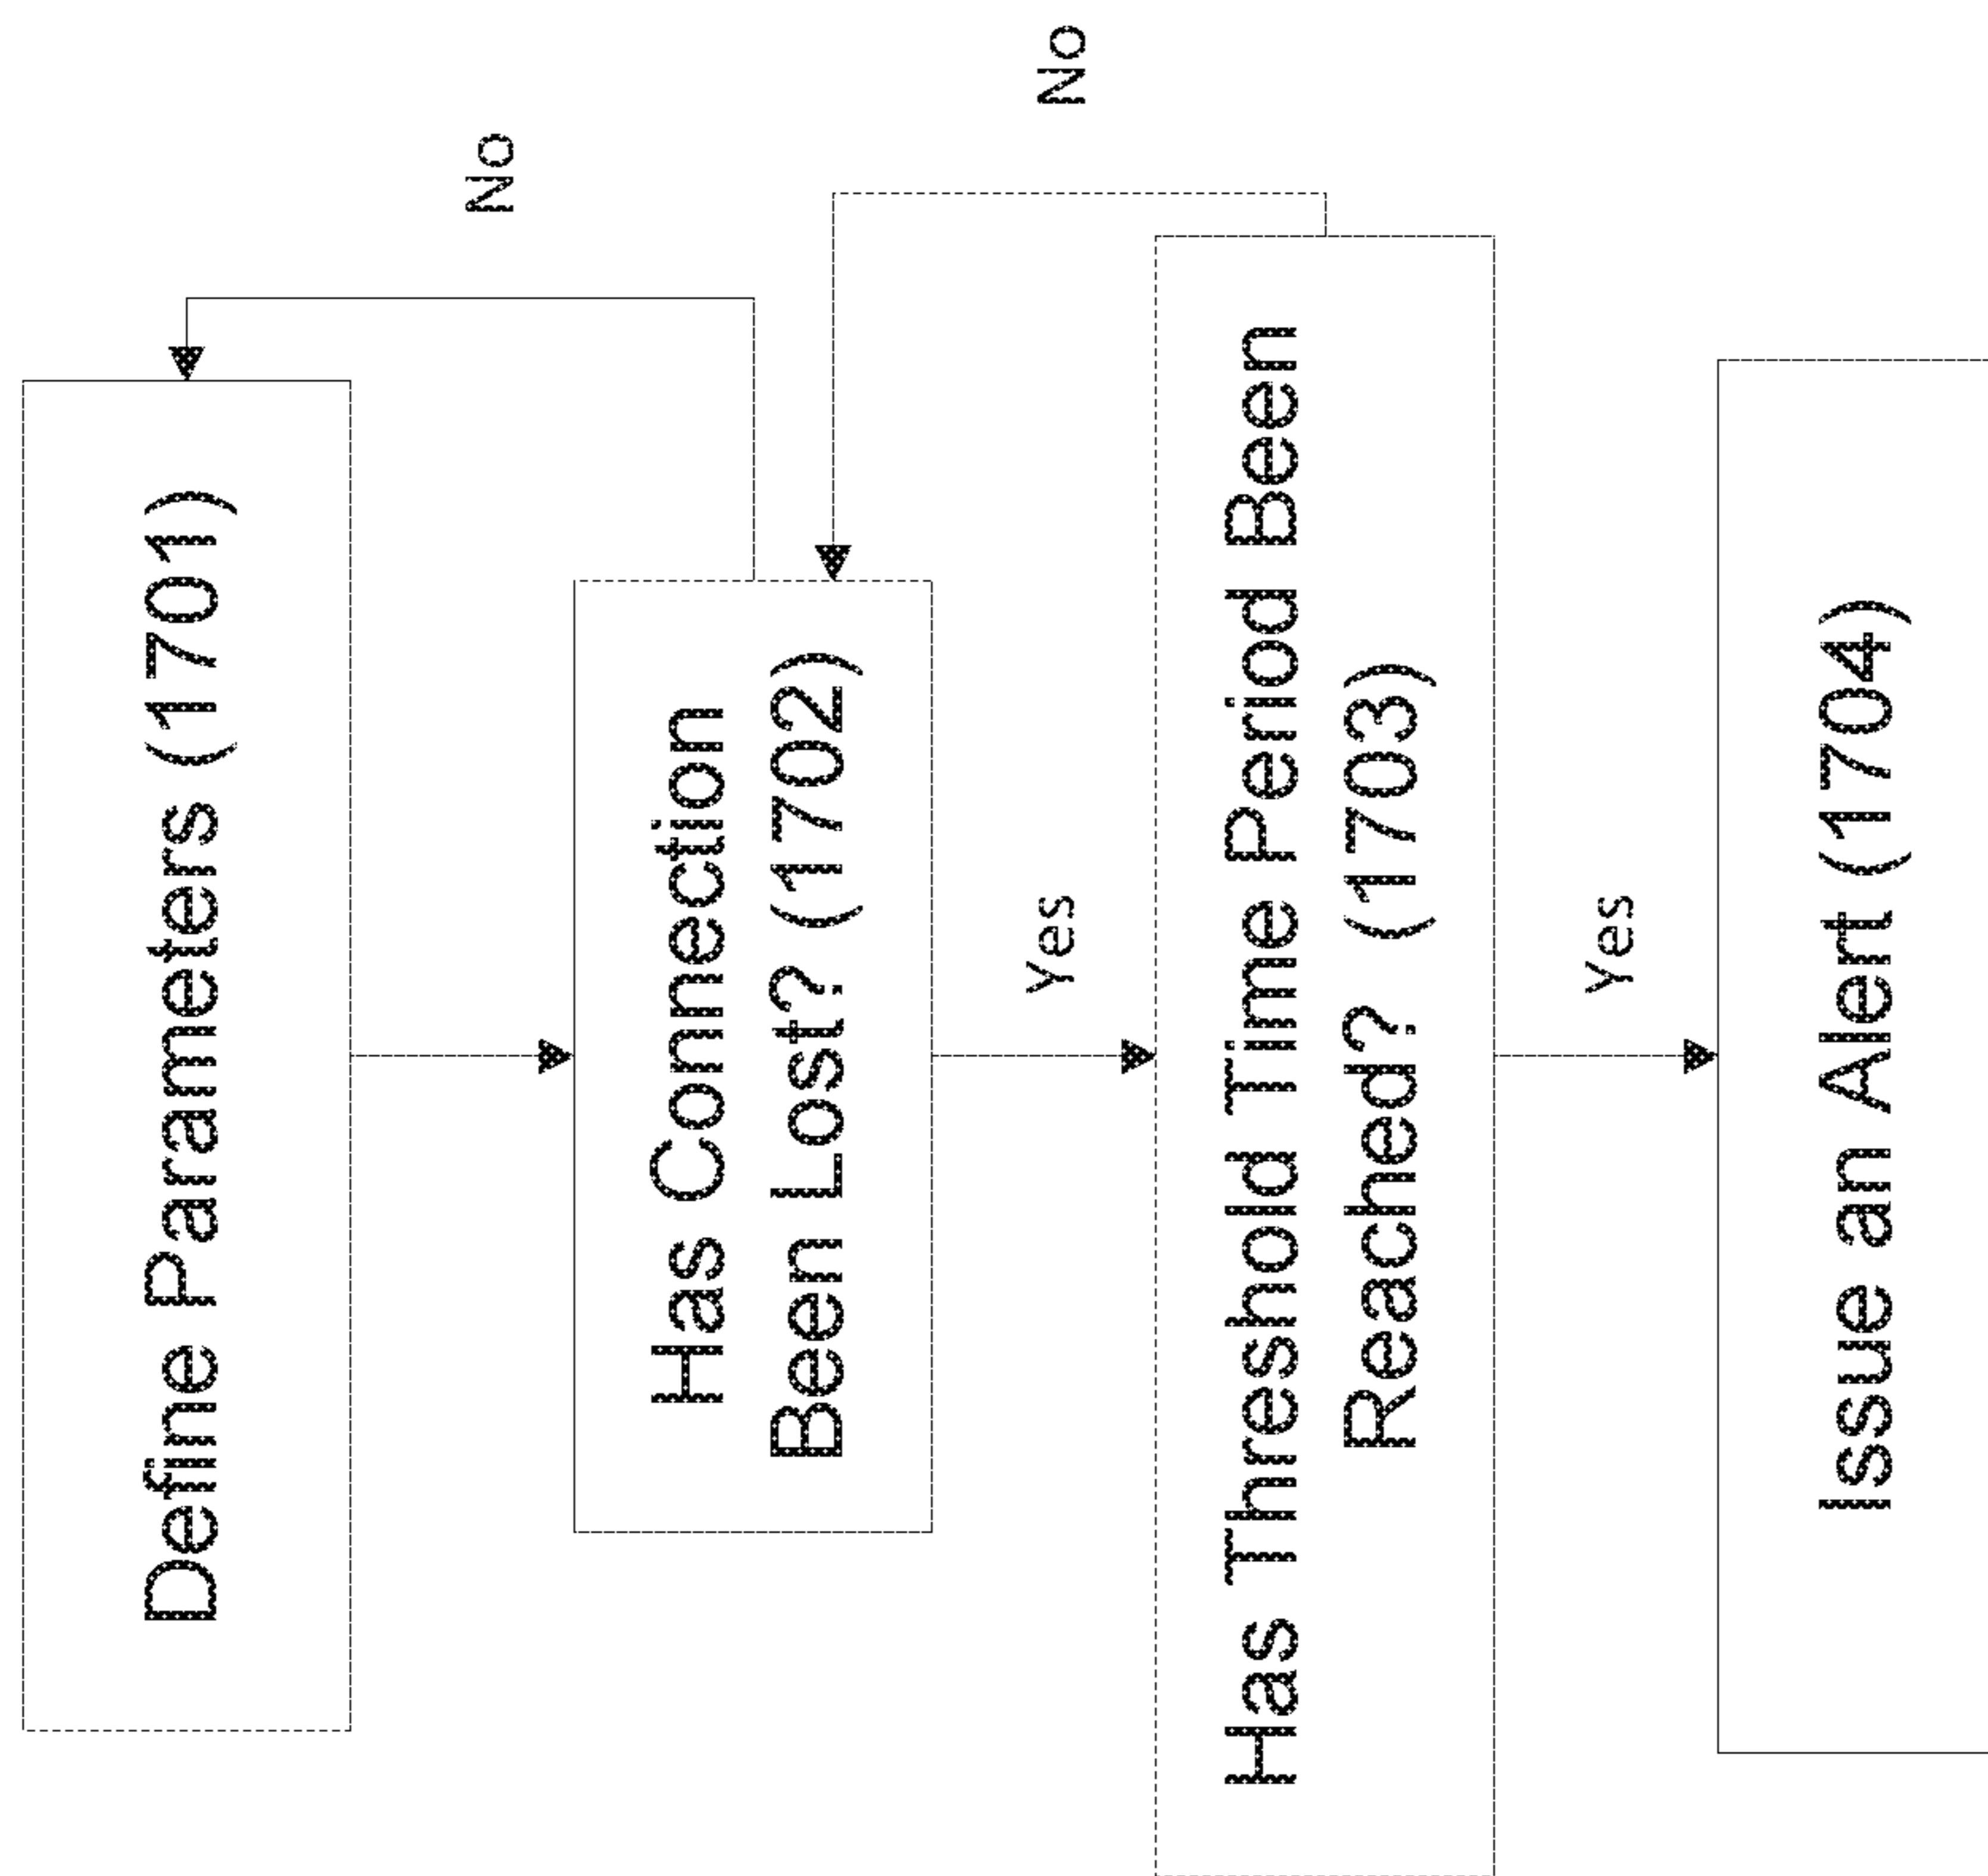 Define Parameters (1701)
No
Has Connection
Been Lost? (1702)
Yes
No
Has Threshold Time Period Been
Reached? (1703)
Yes
Issue an Alert (1704)